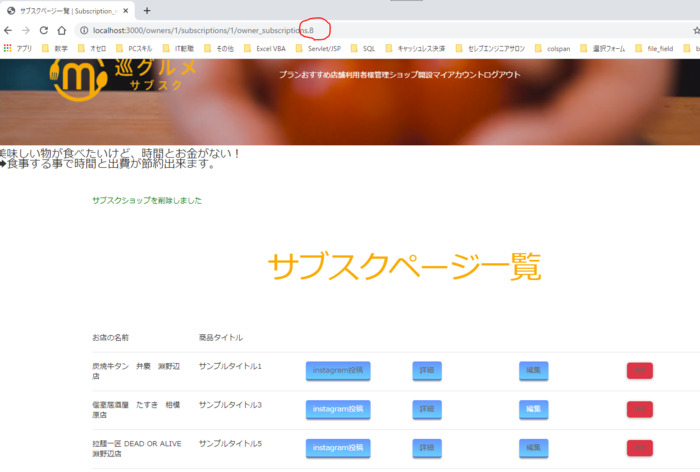 サブスクページ一覧 | Subscription_
localhost:3000/owners/1/subscriptions/1/owner_subscriptions.8
アプリ 数学 オセロ PCスキル IT転職 その他 Excel VBA Servlet/JSP SQL キャッシュレス決済 セレブエンジニアサロン colspan 選択フォーム file_field b
巡グルメ
サブスク
プランおすすめ店舗利用者様管理ショップ開設マイアカウントログアウト
美味しい物が食べたいけど、時間とお金がない！
➡食事する事で時間と出費が節約出来ます。
サブスクショップを削除しました
サブスクページ一覧
お店の名前 商品タイトル
炭焼牛タン 弁慶 淵野辺店 サンプルタイトル1 instagram投稿 詳細 編集
個室居酒屋 たすき 相模原店 サンプルタイトル3 instagram投稿 詳細 編集
拉麺一匠 DEAD OR ALIVE 淵野辺店 サンプルタイトル5 instagram投稿 詳細 編集